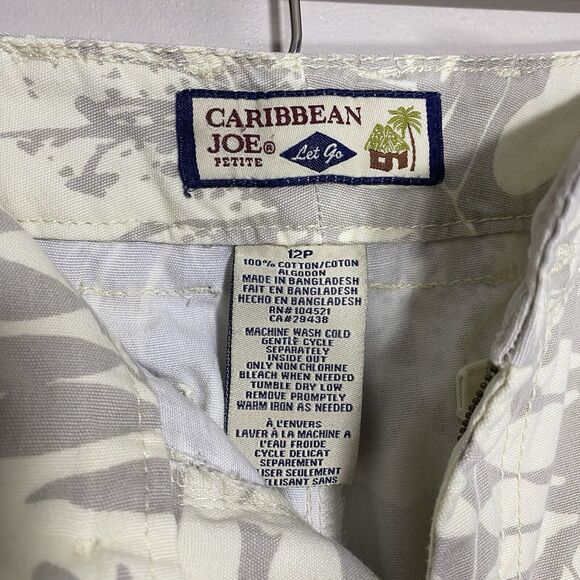 CARIBBEAN
JOE®
PETITE
Let Go
12P
100% COTTON/COTON
ALGODON
MADE IN BANGLADESH
FAIT EN BANGLADESH
HECHO EN BANGLADESH
RN#104521
CA#29438
MACHINE WASH COLD
GENTLE CYCLE
SEPARATELY
INSIDE OUT
ONLY NON CHLORINE
BLEACH WHEN NEEDED
TUMBLE DRY LOW
REMOVE PROMPTLY
WARM IRON AS NEEDED
À L'ENVERS
LAVER À LA MACHINE A
L'EAU FROIDE
CYCLE DELICAT
SEPAREMENT
SEULEMENT
SANS